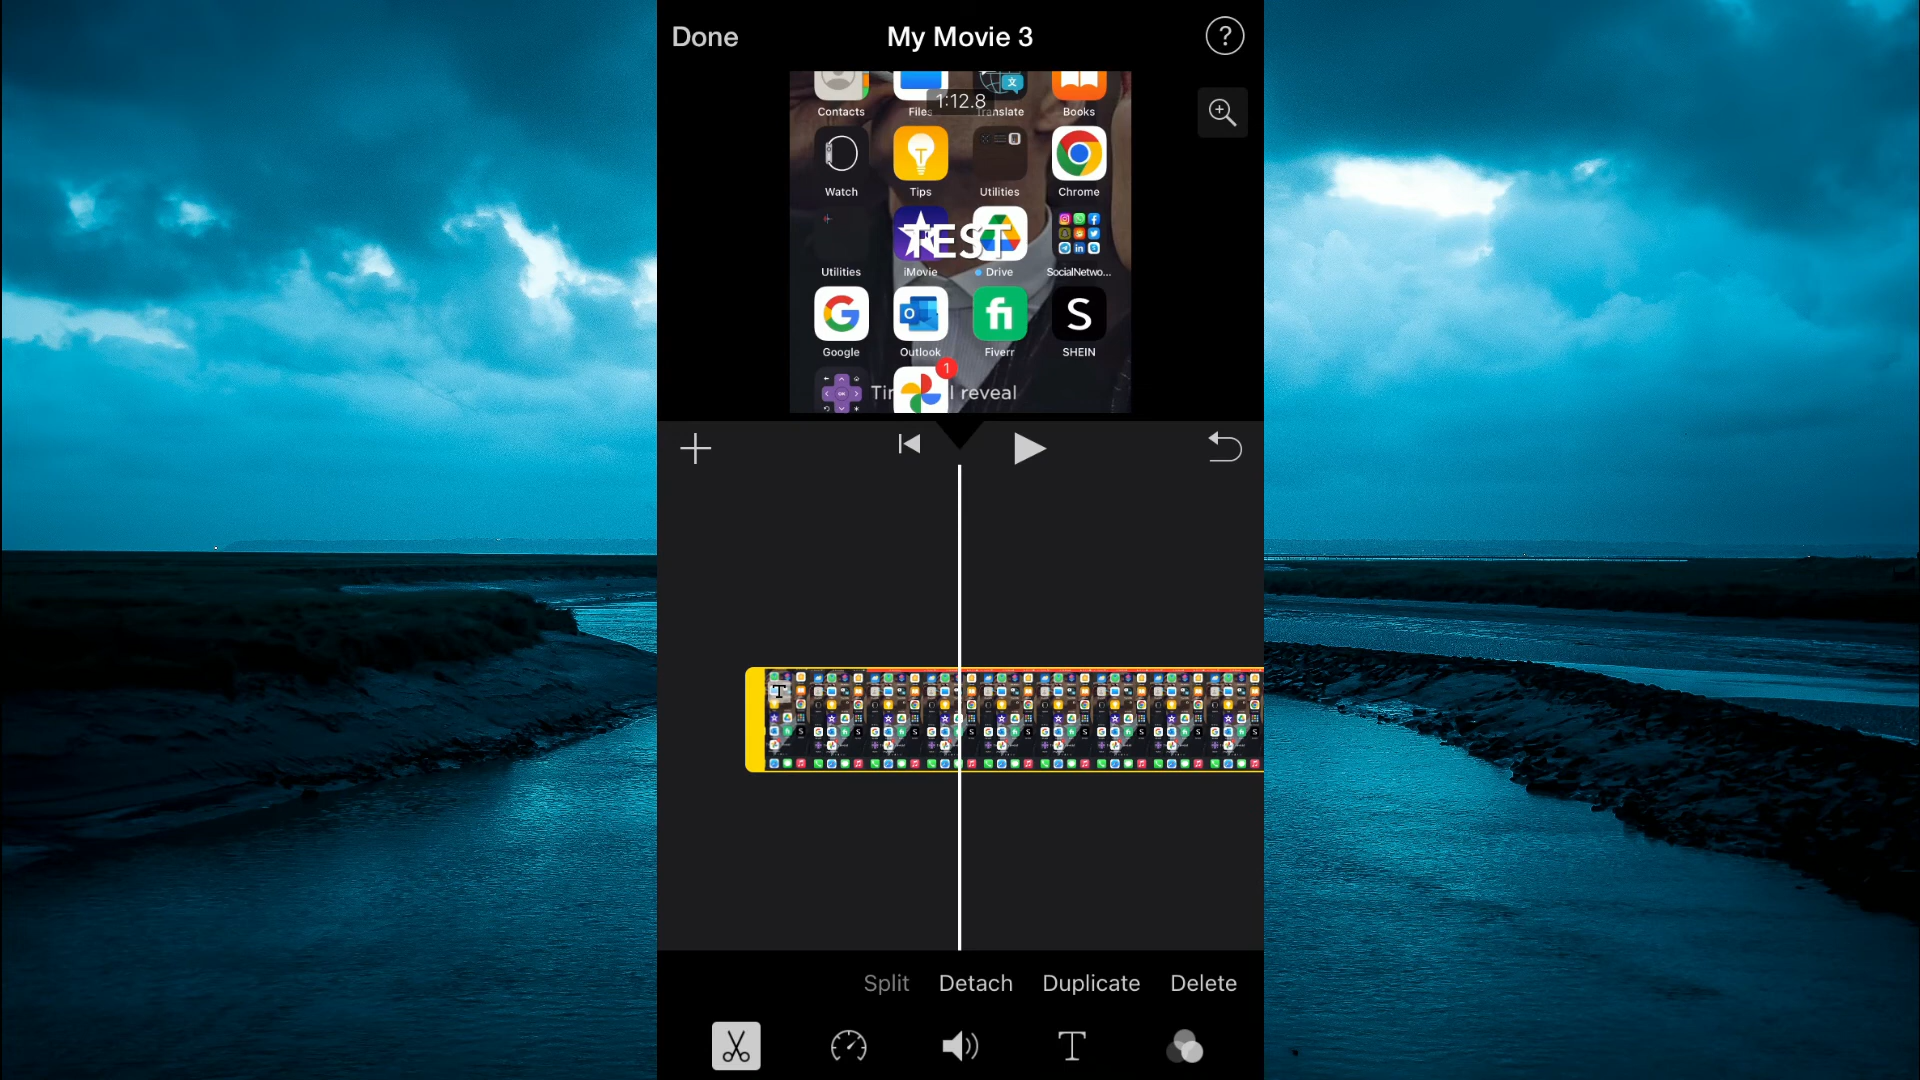 Done My Movie 3 ?
1:12.8
Contacts Files Translate Books
Watch Tips Utilities Chrome
TEST
Utilities iMovie Drive SocialNetwo...
Google Outlook Fiverr SHEIN
1
reveal
T
Split Detach Duplicate Delete
T